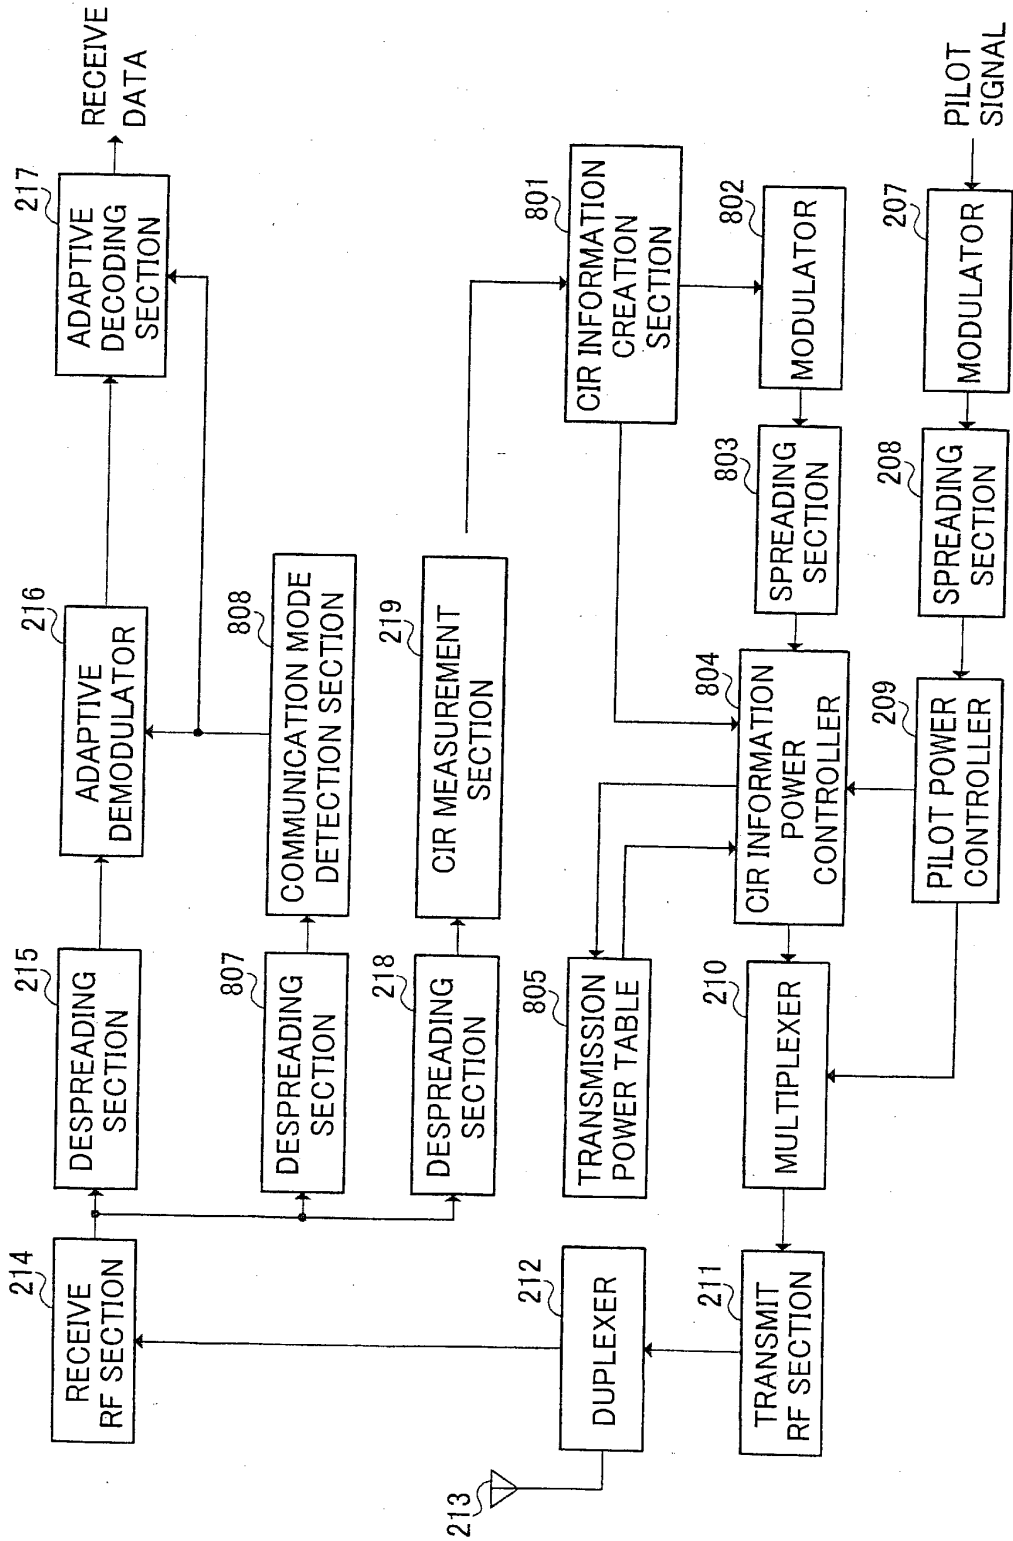 214
RECEIVE
RF SECTION
215
DESPREADING
SECTION
216
ADAPTIVE
DEMODULATOR
217
ADAPTIVE
DECODING
SECTION
RECEIVE
DATA
807
DESPREADING
SECTION
808
COMMUNICATION MODE
DETECTION SECTION
218
DESPREADING
SECTION
219
CIR MEASUREMENT
SECTION
213
212
DUPLEXER
805
TRANSMISSION
POWER TABLE
801
CIR INFORMATION
CREATION
SECTION
211
TRANSMIT
RF SECTION
210
MULTIPLEXER
804
CIR INFORMATION
POWER
CONTROLLER
803
SPREADING
SECTION
802
MODULATOR
209
PILOT POWER
CONTROLLER
208
SPREADING
SECTION
207
MODULATOR
PILOT
SIGNAL